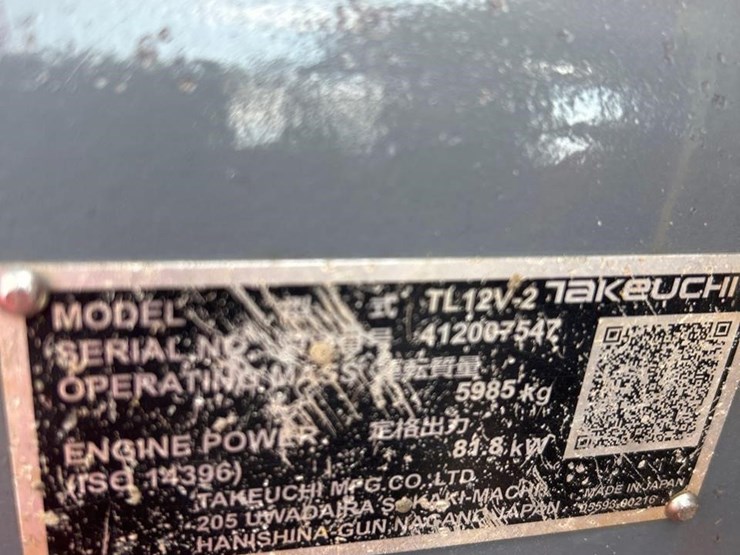 TAKEUCHI
MODEL 型 式 TL12V-2
SERIAL NO. 号 412007547
OPERATING MASS 運転質量 5985 kg
ENGINE POWER 定格出力 81.8 kW
(ISO 14396)
TAKEUCHI MFG.CO.,LTD.
205 UWADAIRA SAKAKI-MACHI
HANISHINA-GUN NAGANO JAPAN
MADE IN JAPAN